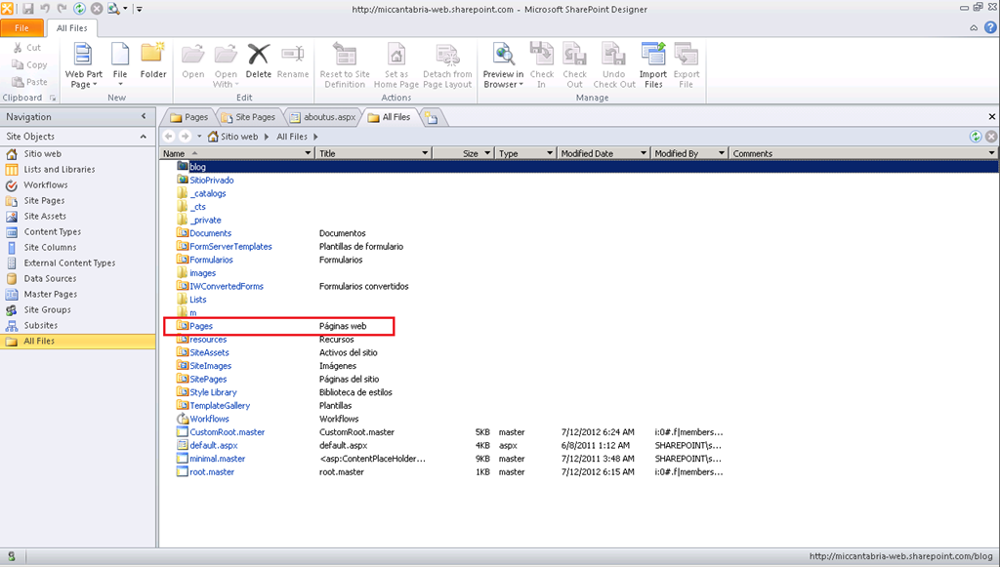 http://miccantabria-web.sharepoint.com - Microsoft SharePoint Designer
File All Files
Cut
Copy
Paste
Clipboard
Web Part Page
File
Folder
New
Open
Open With
Delete
Rename
Edit
Reset to Site Definition
Set as Home Page
Detach from Page Layout
Actions
Preview in Browser
Check In
Check Out
Undo Check Out
Import Files
Export File
Manage
Navigation
Site Objects
Sitio web
Lists and Libraries
Workflows
Site Pages
Site Assets
Content Types
Site Columns
External Content Types
Data Sources
Master Pages
Site Groups
Subsites
All Files
Pages Site Pages aboutus.aspx All Files
Sitio web All Files
Name Title Size Type Modified Date Modified By Comments
blog
SitioPrivado
_catalogs
_cts
_private
Documents Documentos
FormServerTemplates Plantillas de formulario
Formularios Formularios
images
IWConvertedForms Formularios convertidos
Lists
m
Pages Páginas web
resources Recursos
SiteAssets Activos del sitio
SiteImages Imágenes
SitePages Páginas del sitio
Style Library Biblioteca de estilos
TemplateGallery Plantillas
Workflows Workflows
CustomRoot.master CustomRoot.master 5KB master 7/12/2012 6:24 AM i:0#.f|members...
default.aspx default.aspx 4KB aspx 6/8/2011 1:12 AM SHAREPOINT\s...
minimal.master <asp:ContentPlaceHolder... 9KB master 7/12/2011 3:48 AM SHAREPOINT\s...
root.master root.master 1KB master 7/12/2012 6:15 AM i:0#.f|members...
http://miccantabria-web.sharepoint.com/blog